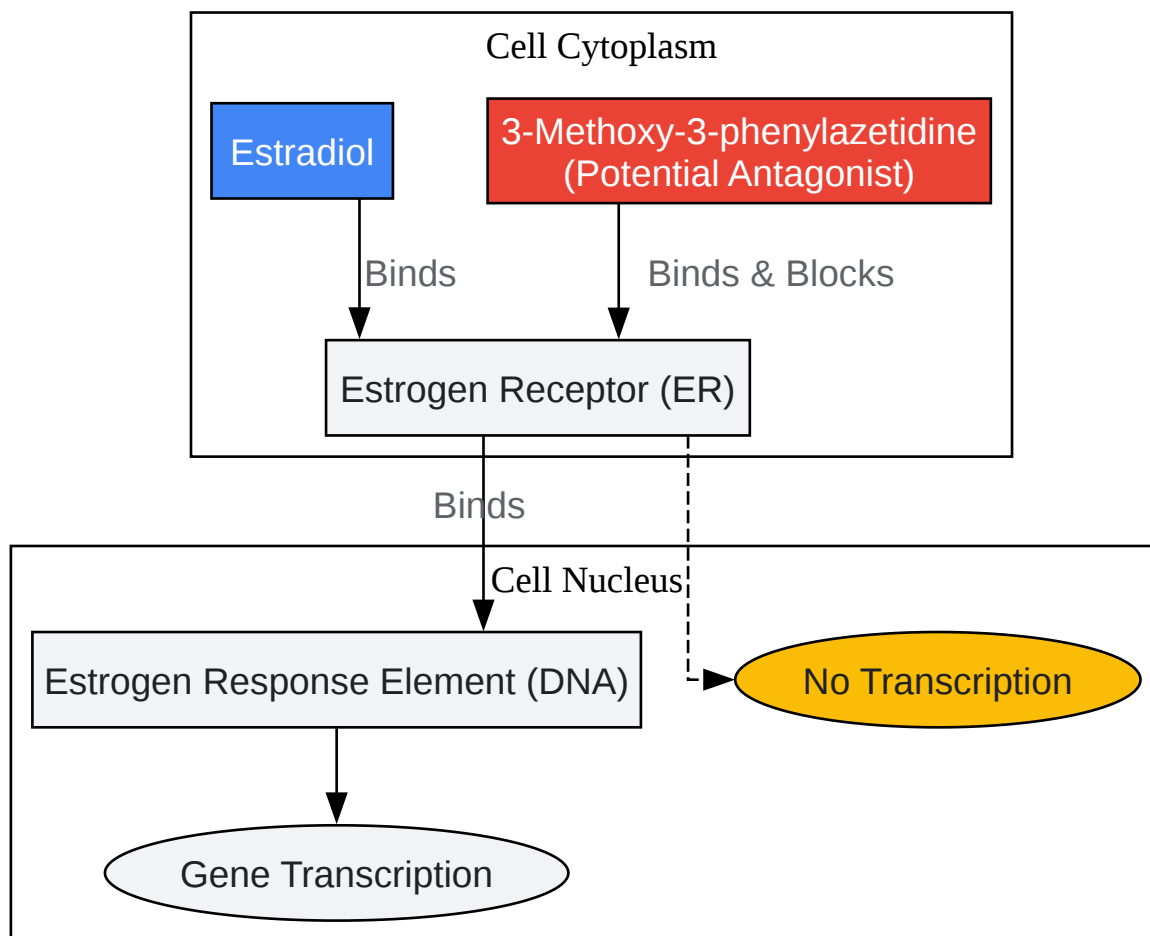 Cell Cytoplasm
Estradiol
3-Methoxy-3-phenylazetidine
(Potential Antagonist)
Binds
Binds & Blocks
Estrogen Receptor (ER)
Binds
Cell Nucleus
Estrogen Response Element (DNA)
No Transcription
Gene Transcription